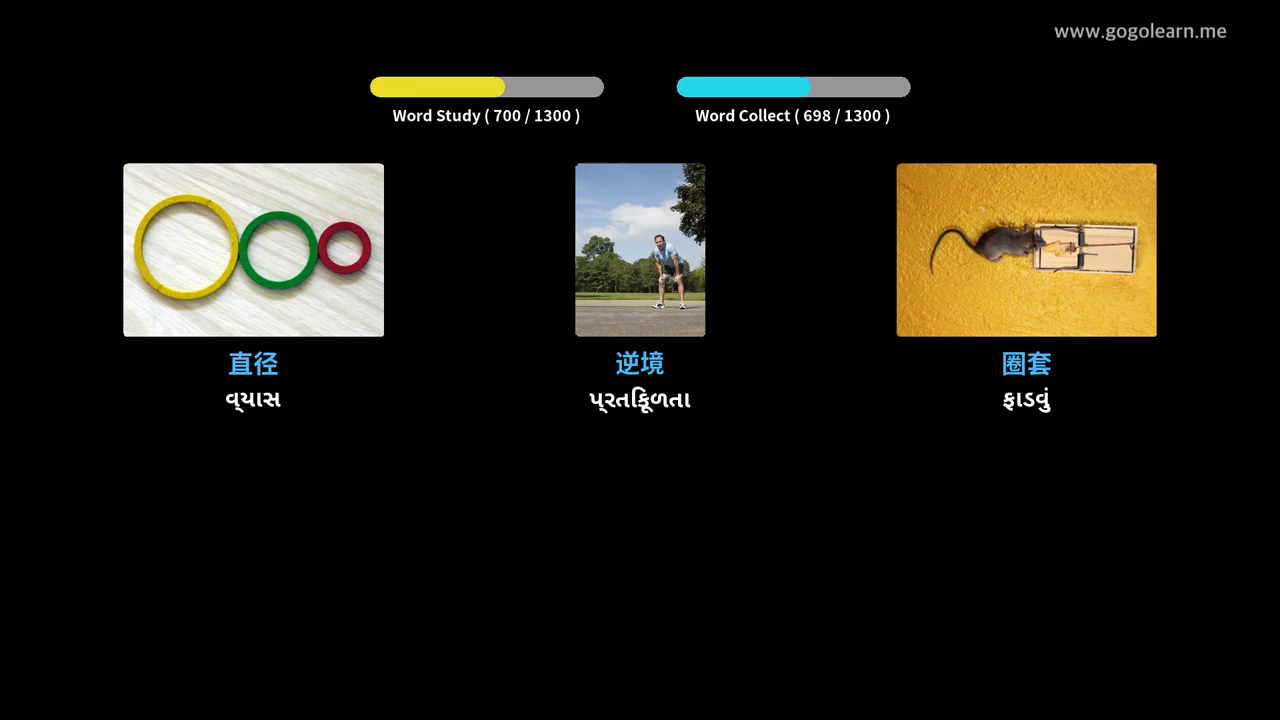 www.gogolearn.me
Word Study ( 700 / 1300 )
Word Collect ( 698 / 1300 )
直径
વ્યાસ
逆境
પ્રતિકૂળતા
圈套
ફાડવું